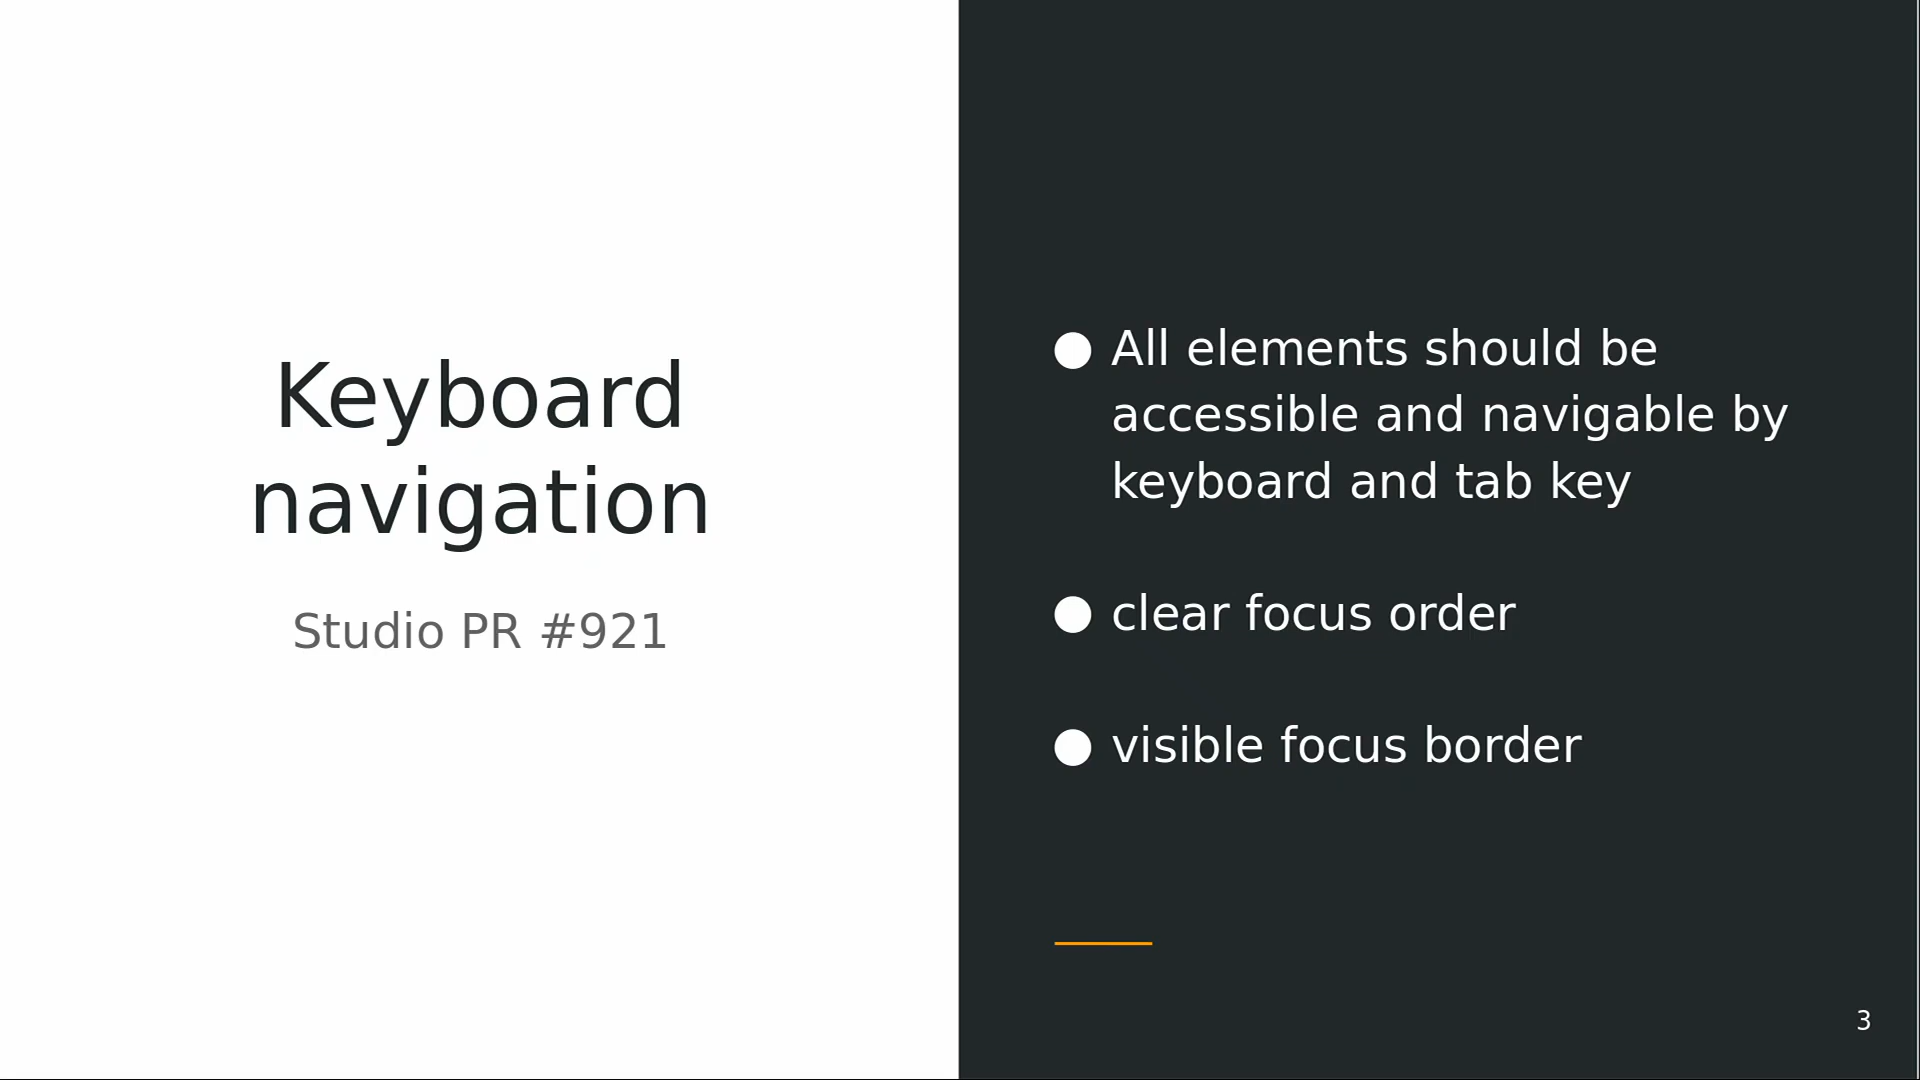 Keyboard
navigation
Studio PR #921
● All elements should be
accessible and navigable by
keyboard and tab key
● clear focus order
● visible focus border
3